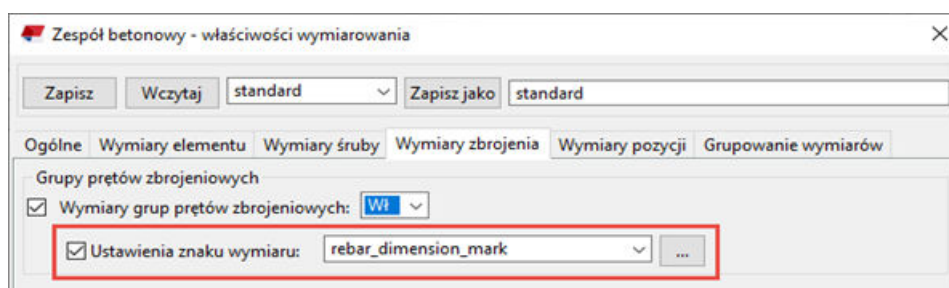 Zespół betonowy - właściwości wymiarowania
Zapisz Wczytaj standard Zapisz jako standard
Ogólne Wymiary elementu Wymiary śruby Wymiary zbrojenia Wymiary pozycji Grupowanie wymiarów
Grupy prętów zbrojeniowych
Wymiary grup prętów zbrojeniowych: Wł
Ustawienia znaku wymiaru: rebar_dimension_mark ...